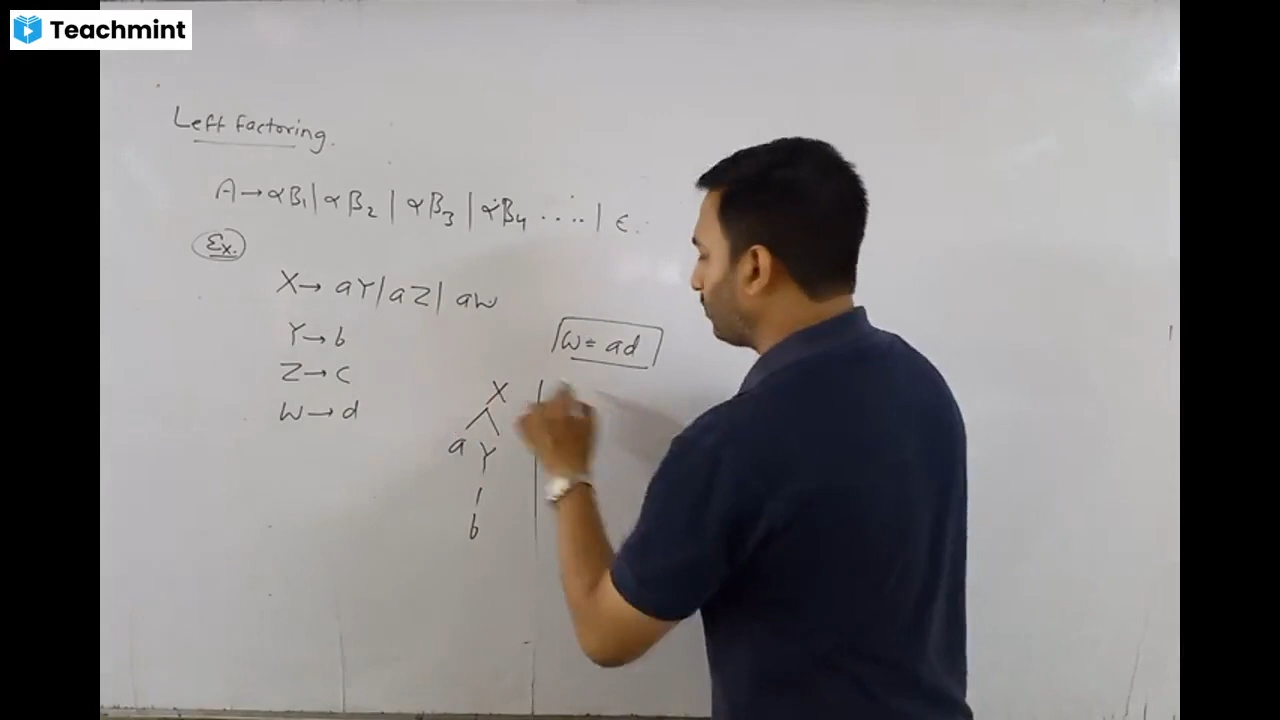 Teachmint
Left factoring.
A→αβ₁|αβ₂|αβ₃|αβ₄.....|ε.
Ex.
X→aY|aZ|aW
Y→b
W=ad
Z→c
X
W→d
a Y
b